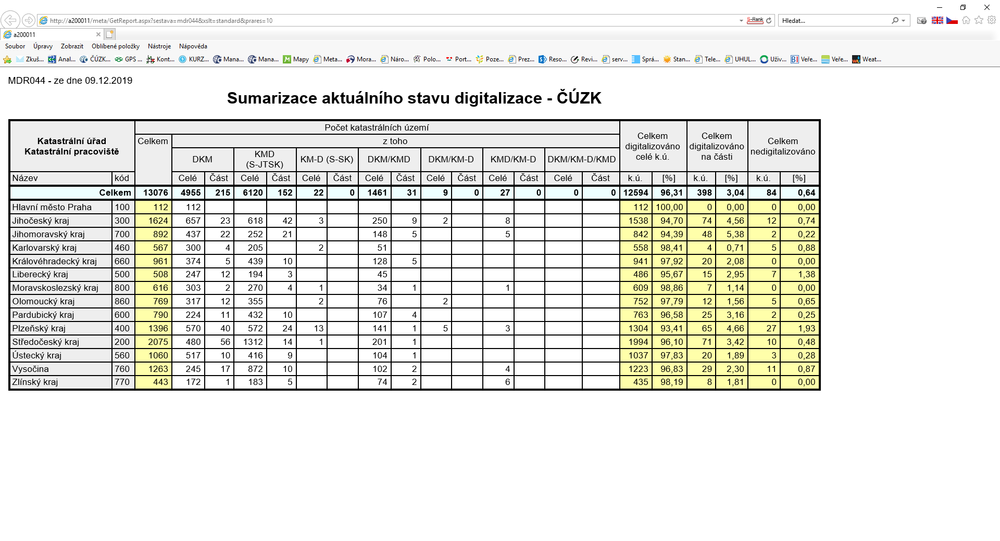 http://a200011/meta/GetReport.aspx?sestava=mdr044&xslt=standard&prares=10
S-Rank
Hledat...
a200011
Soubor Úpravy Zobrazit Oblíbené položky Nástroje Nápověda
Zkuš... Anal... ČÚZK... GPS ... Kont... KURZ... Mana... Mana... Mapy Meta... Mora... Náro... Polo... Port... Poze... Prez... Reso... Revi... serv... Sprá... Stan... Tele... UHUL... Uživ... Veře... Veře... Weat...
MDR044 - ze dne 09.12.2019
Sumarizace aktuálního stavu digitalizace - ČÚZK
Katastrální úřad
Katastrální pracoviště
Počet katastrálních území
Celkem
z toho
DKM
KMD
(S-JTSK)
KM-D (S-SK)
DKM/KMD
DKM/KM-D
KMD/KM-D
DKM/KM-D/KMD
Celkem
digitalizováno
celé k.ú.
Celkem
digitalizováno
na části
Celkem
nedigitalizováno
Název kód Celé Část Celé Část Celé Část Celé Část Celé Část Celé Část Celé Část k.ú. [%] k.ú. [%] k.ú. [%]
Celkem 13076 4955 215 6120 152 22 0 1461 31 9 0 27 0 0 0 12594 96,31 398 3,04 84 0,64
Hlavní město Praha 100 112 112 112 100,00 0 0,00 0 0,00
Jihočeský kraj 300 1624 657 23 618 42 3 250 9 2 8 1538 94,70 74 4,56 12 0,74
Jihomoravský kraj 700 892 437 22 252 21 148 5 5 842 94,39 48 5,38 2 0,22
Karlovarský kraj 460 567 300 4 205 2 51 558 98,41 4 0,71 5 0,88
Královéhradecký kraj 660 961 374 5 439 10 128 5 941 97,92 20 2,08 0 0,00
Liberecký kraj 500 508 247 12 194 3 45 486 95,67 15 2,95 7 1,38
Moravskoslezský kraj 800 616 303 2 270 4 1 34 1 1 609 98,86 7 1,14 0 0,00
Olomoucký kraj 860 769 317 12 355 2 76 2 752 97,79 12 1,56 5 0,65
Pardubický kraj 600 790 224 11 432 10 107 4 763 96,58 25 3,16 2 0,25
Plzeňský kraj 400 1396 570 40 572 24 13 141 1 5 3 1304 93,41 65 4,66 27 1,93
Středočeský kraj 200 2075 480 56 1312 14 1 201 1 1994 96,10 71 3,42 10 0,48
Ústecký kraj 560 1060 517 10 416 9 104 1 1037 97,83 20 1,89 3 0,28
Vysočina 760 1263 245 17 872 10 102 2 4 1223 96,83 29 2,30 11 0,87
Zlínský kraj 770 443 172 1 183 5 74 2 6 435 98,19 8 1,81 0 0,00